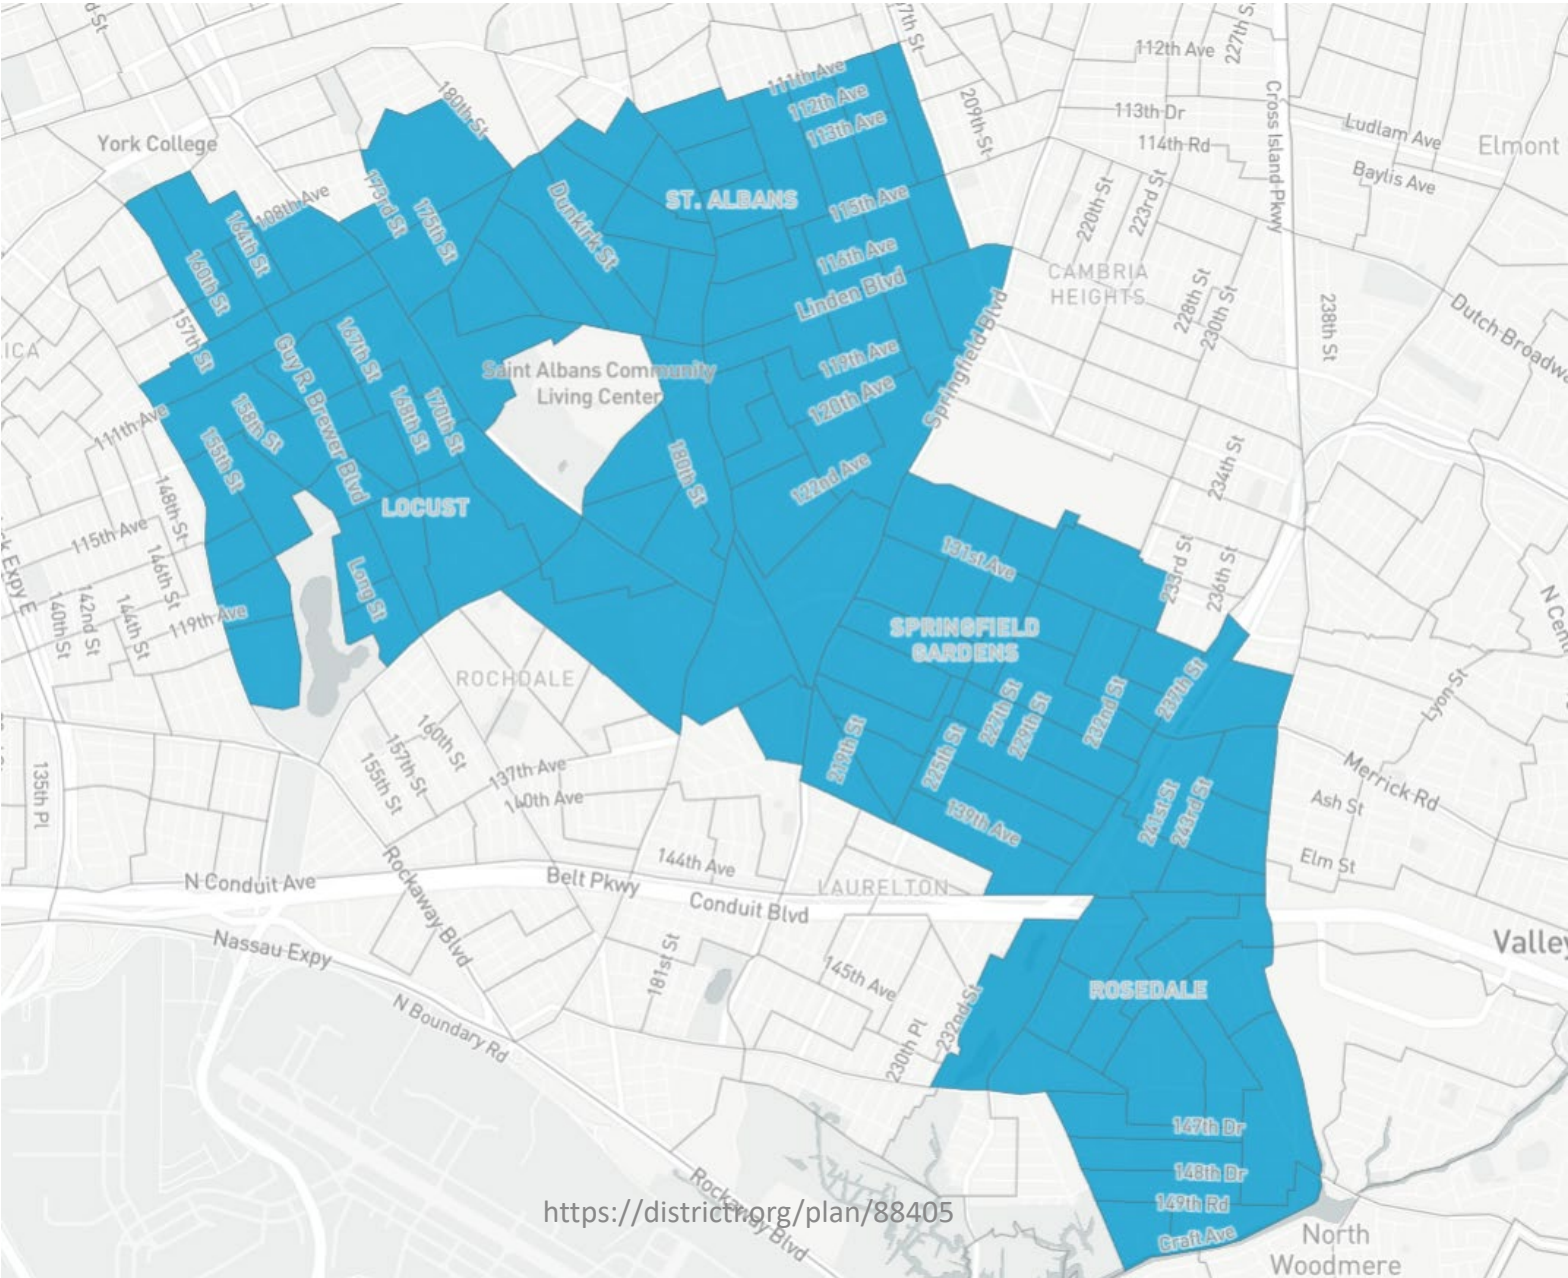 77th St
112th Ave
227th S
111th Ave
180th St
112th Ave
209th St
113th Dr
Cross Island Pkwy
Ludlam Ave
York College
113th Ave
114th Rd
Elmont
Baylis Ave
173rd St
108th Ave
175th St
Dunkirk St
ST. ALBANS
115th Ave
220th St
223rd St
164th St
160th St
116th Ave
CAMBRIA
HEIGHTS
Linden Blvd
228th St
230th St
238th St
Dutch Broadwa
157th St
ICA
Guy R. Brewer Blvd
167th St
Saint Albans Community
Living Center
119th Ave
Springfield Blvd
168th St
170th St
120th Ave
111th Ave
158th St
155th St
180th St
122nd Ave
234th St
LOCUST
148th St
115th Ave
146th St
131st Ave
233rd St
236th St
k Expy E
140th St
142nd St
144th St
119th Ave
Long St
N Cent
SPRINGFIELD
GARDENS
ROCHDALE
237th St
Lyon St
227th St
229th St
232nd St
160th St
157th St
155th St
219th St
225th St
137th Ave
140th Ave
135th Pl
Merrick Rd
139th Ave
241st St
243rd St
Ash St
Elm St
Rockaway Blvd
144th Ave
N Conduit Ave
Belt Pkwy
Conduit Blvd
LAURELTON
Nassau Expy
Valley
181st St
145th Ave
232nd St
ROSEDALE
N Boundary Rd
230th Pl
147th Dr
148th Dr
149th Rd
Rockaway Blvd
https://districtr.org/plan/88405
Craft Ave
North
Woodmere